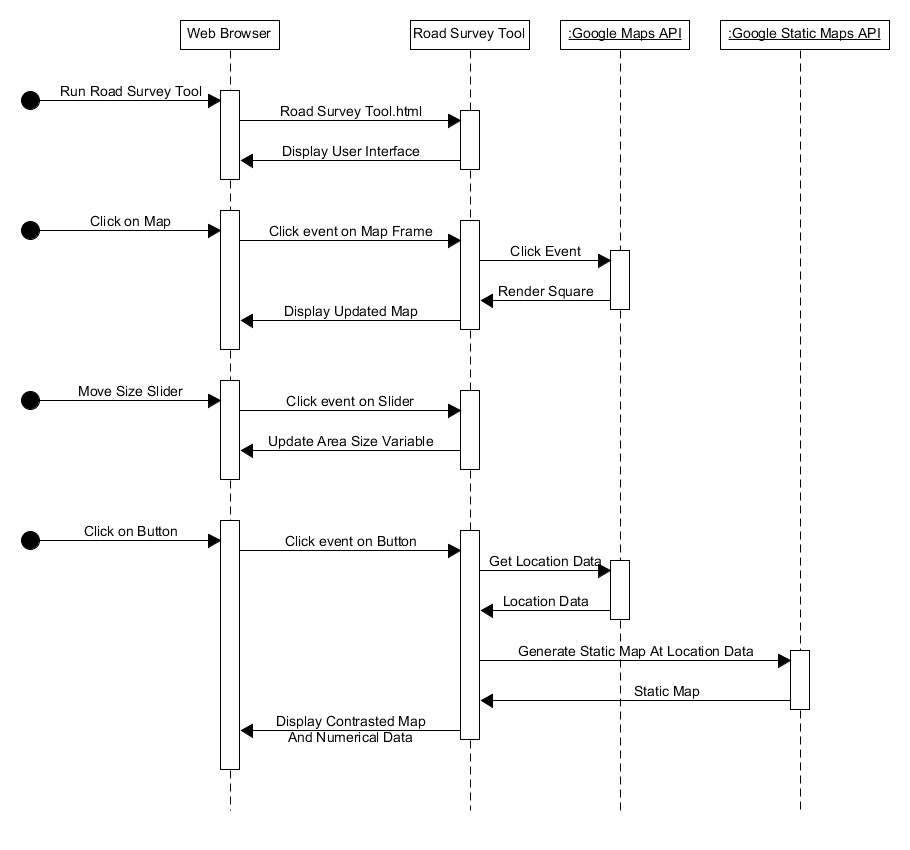 Web Browser
Road Survey Tool
:Google Maps API
:Google Static Maps API
Run Road Survey Tool
Road Survey Tool.html
Display User Interface
Click on Map
Click event on Map Frame
Click Event
Render Square
Display Updated Map
Move Size Slider
Click event on Slider
Update Area Size Variable
Click on Button
Click event on Button
Get Location Data
Location Data
Generate Static Map At Location Data
Static Map
Display Contrasted Map
And Numerical Data